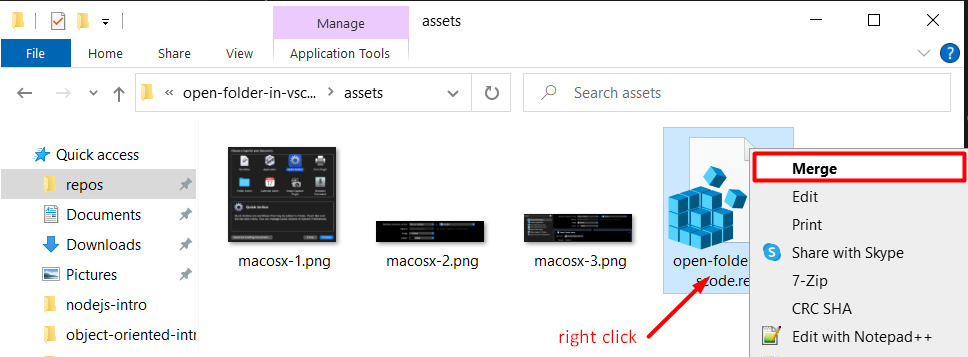 Manage
assets
File
Home
Share
View
Application Tools
« open-folder-in-vsc... > assets
Search assets
Quick access
repos
Documents
Downloads
Pictures
nodejs-intro
object-oriented-intr
macosx-1.png
macosx-2.png
macosx-3.png
open-folde
scode.re
right click
Merge
Edit
Print
Share with Skype
7-Zip
CRC SHA
Edit with Notepad++